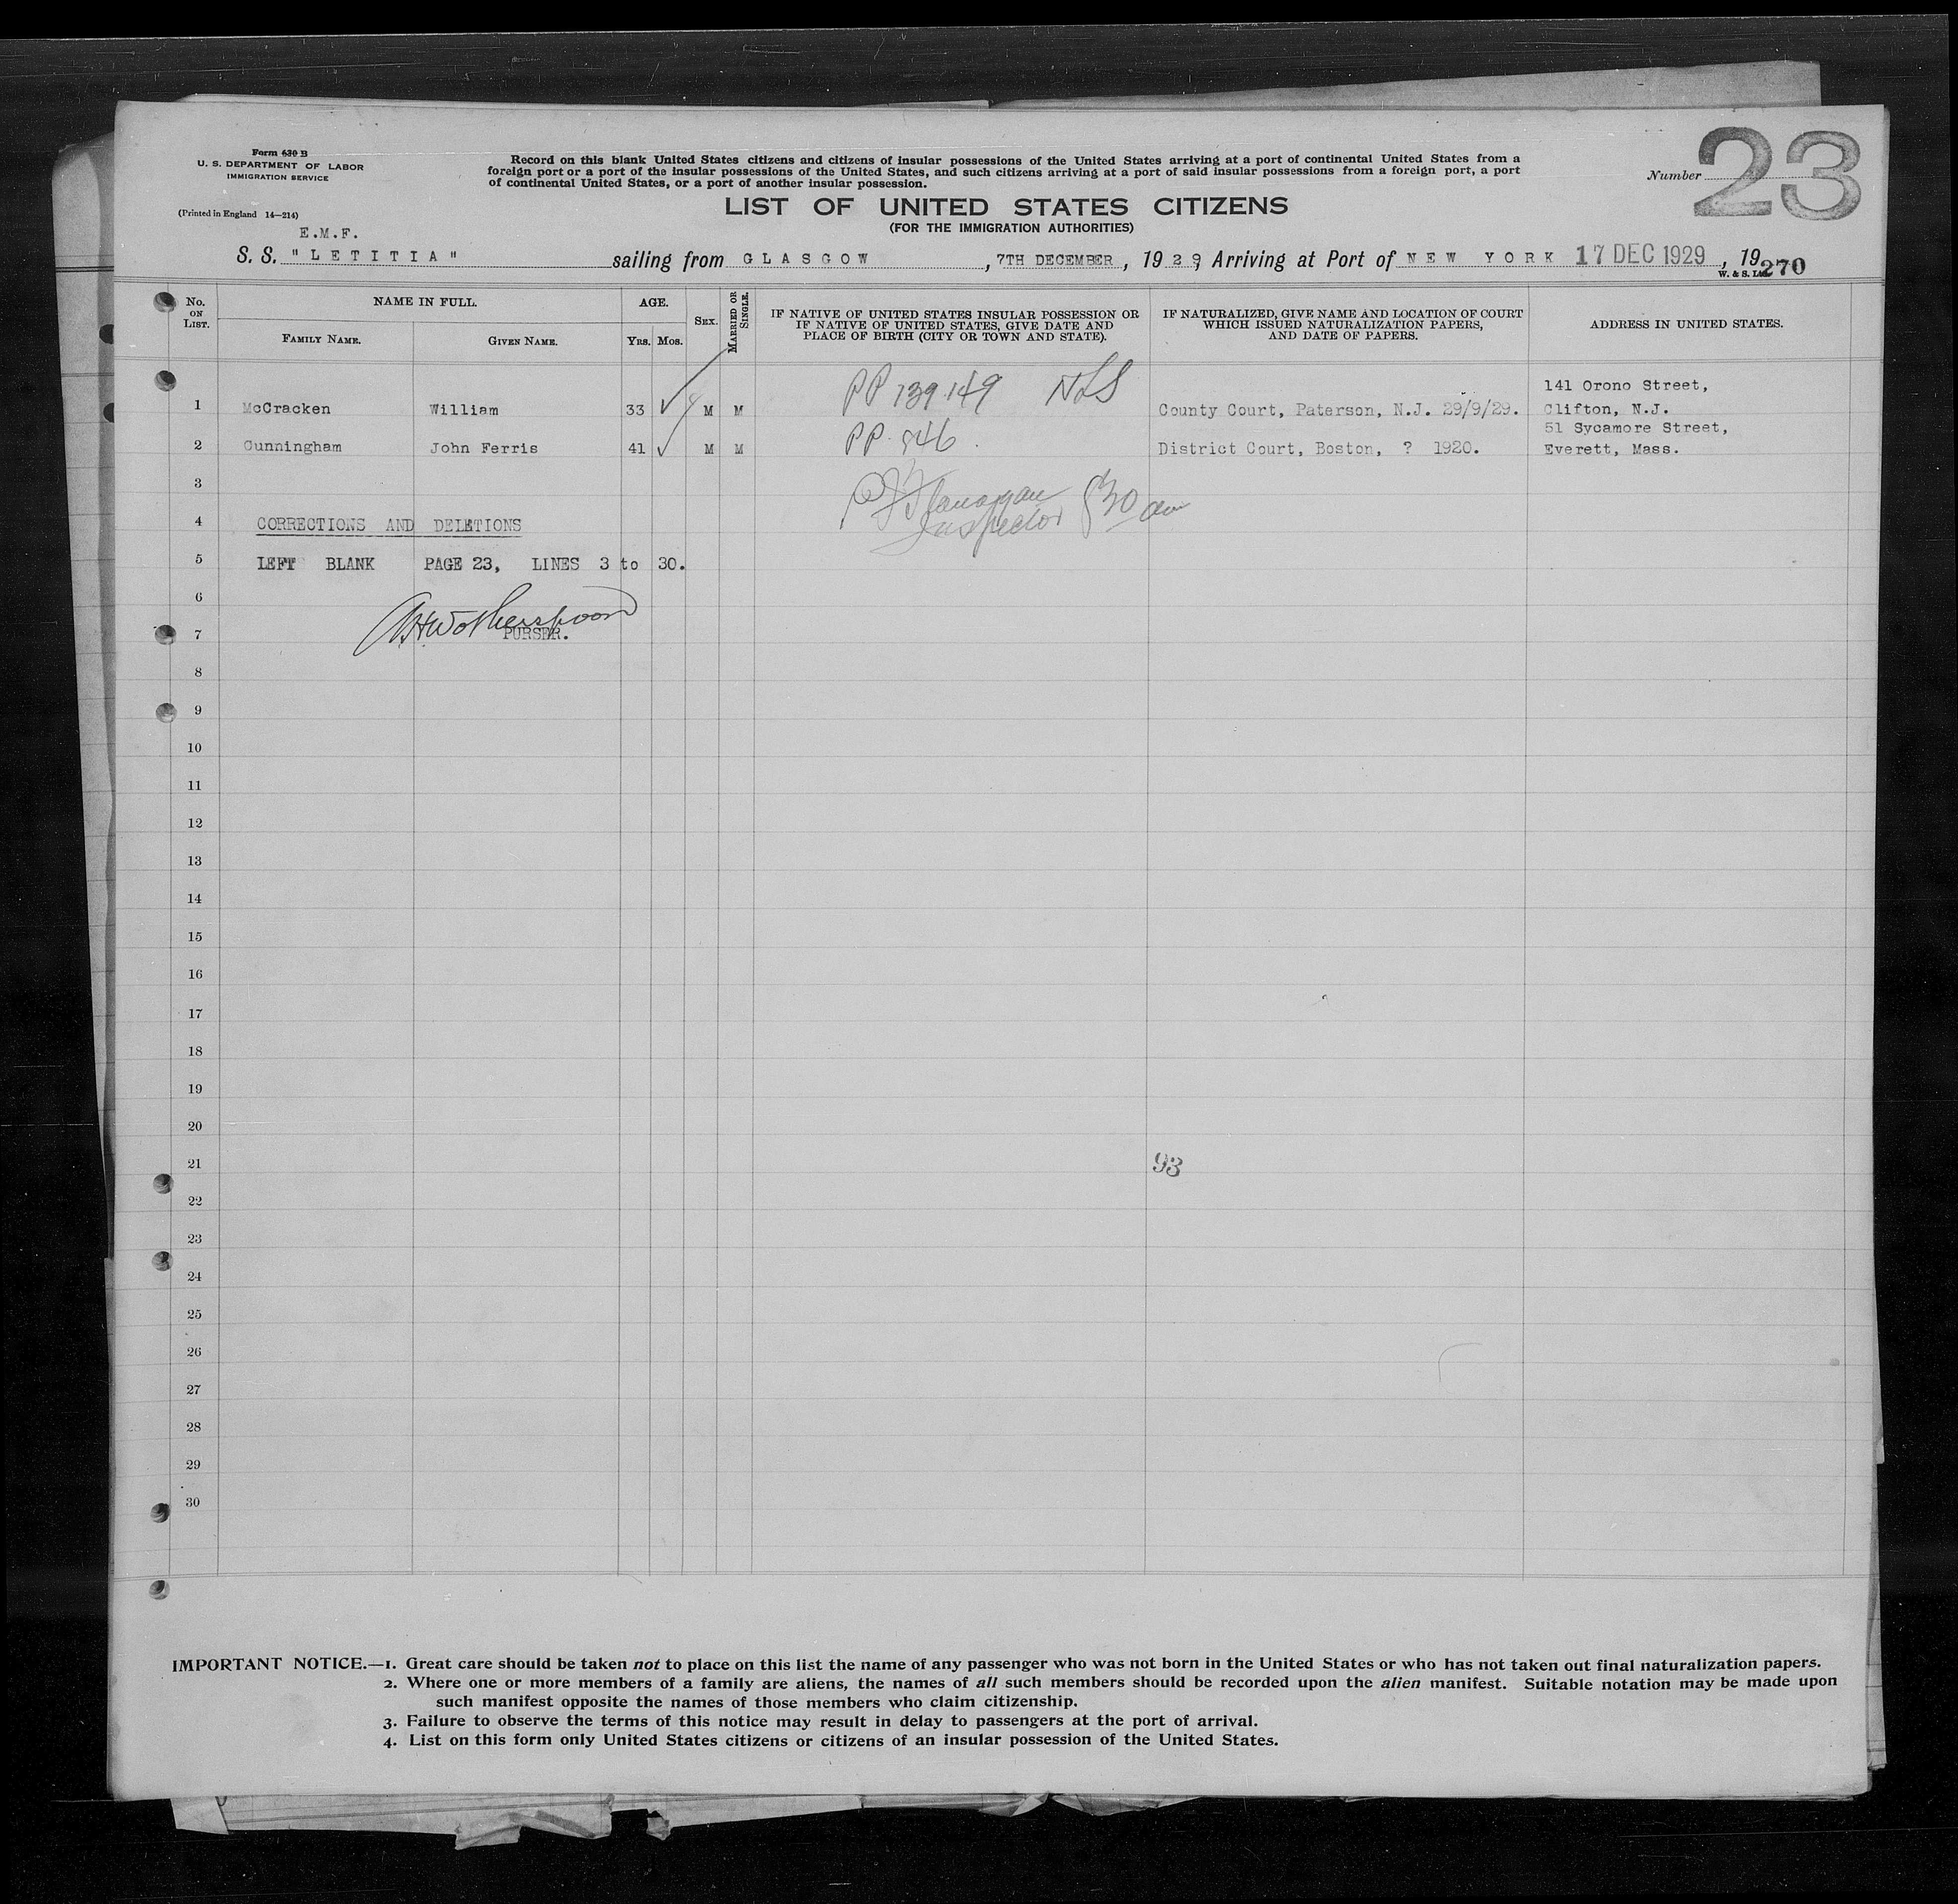 Form 630 B
U. S. DEPARTMENT OF LABOR
IMMIGRATION SERVICE
(Printed in England 14—214)
Record on this blank United States citizens and citizens of insular possessions of the United States arriving at a port of continental United States from a
foreign port or a port of the insular possessions of the United States, and such citizens arriving at a port of said insular possessions from a foreign port, a port
of continental United States, or a port of another insular possession.
Number 23
LIST OF UNITED STATES CITIZENS
(FOR THE IMMIGRATION AUTHORITIES)
E.M.F.
S. S. "LETITIA" sailing from GLASGOW, 7TH DECEMBER, 1929, Arriving at Port of NEW YORK 17 DEC 1929, 19
W. & S. Ltd. 270
No. ON LIST.
NAME IN FULL.
FAMILY NAME.
GIVEN NAME.
AGE.
YRS. MOS.
SEX.
MARRIED OR SINGLE.
IF NATIVE OF UNITED STATES INSULAR POSSESSION OR
IF NATIVE OF UNITED STATES, GIVE DATE AND
PLACE OF BIRTH (CITY OR TOWN AND STATE).
IF NATURALIZED, GIVE NAME AND LOCATION OF COURT
WHICH ISSUED NATURALIZATION PAPERS,
AND DATE OF PAPERS.
ADDRESS IN UNITED STATES.
141 Orono Street,
1 McCracken William 33 ✓ M M PP 139149 County Court, Paterson, N.J. 29/9/29. Clifton, N.J.
51 Sycamore Street,
2 Cunningham John Ferris 41 ✓ M M PP. 846. District Court, Boston, ? 1920. Everett, Mass.
3
Flanagan 830 am
4 CORRECTIONS AND DELETIONS
Inspector
5 LEFT BLANK PAGE 23, LINES 3 to 30.
6
AHWotherspoon
7 PURSER.
8
9
10
11
12
13
14
15
16
17
18
19
20
21 93
22
23
24
25
26
27
28
29
30
IMPORTANT NOTICE.—1. Great care should be taken not to place on this list the name of any passenger who was not born in the United States or who has not taken out final naturalization papers.
2. Where one or more members of a family are aliens, the names of all such members should be recorded upon the alien manifest. Suitable notation may be made upon
such manifest opposite the names of those members who claim citizenship.
3. Failure to observe the terms of this notice may result in delay to passengers at the port of arrival.
4. List on this form only United States citizens or citizens of an insular possession of the United States.